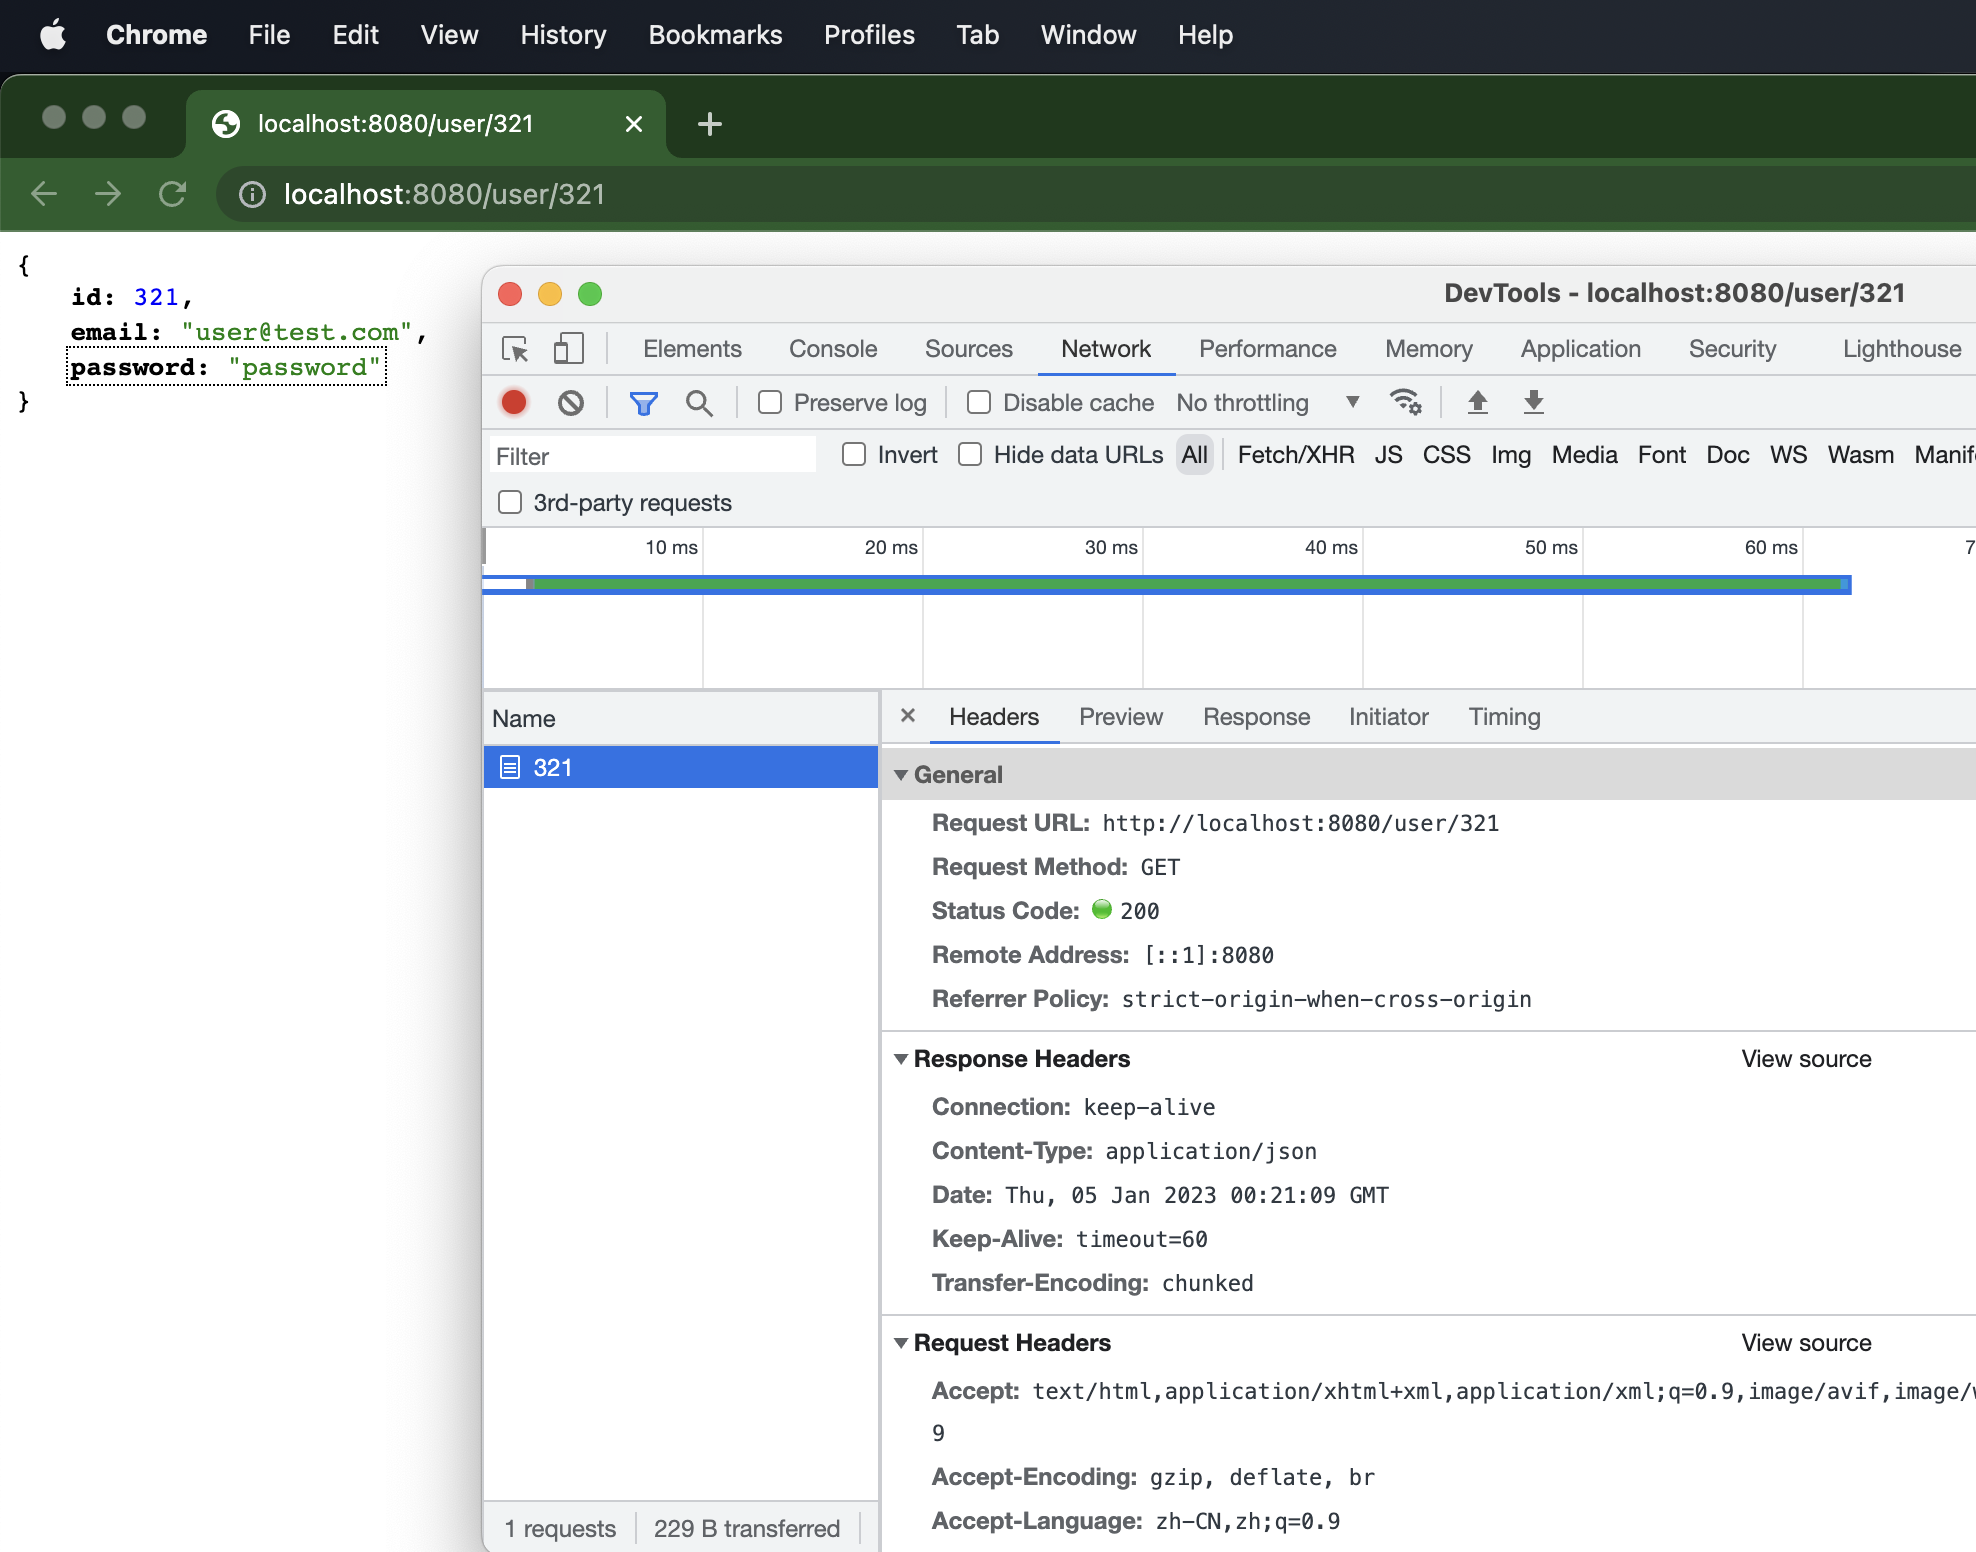 Chrome File Edit View History Bookmarks Profiles Tab Window Help
localhost:8080/user/321
localhost:8080/user/321
{
id: 321,
email: "user@test.com",
password: "password"
}
DevTools - localhost:8080/user/321
Elements Console Sources Network Performance Memory Application Security Lighthouse
Preserve log Disable cache No throttling
Filter Invert Hide data URLs All Fetch/XHR JS CSS Img Media Font Doc WS Wasm Manif
3rd-party requests
10 ms 20 ms 30 ms 40 ms 50 ms 60 ms 7
Name
321
1 requests 229 B transferred
Headers Preview Response Initiator Timing
General
Request URL: http://localhost:8080/user/321
Request Method: GET
Status Code: 200
Remote Address: [::1]:8080
Referrer Policy: strict-origin-when-cross-origin
Response Headers View source
Connection: keep-alive
Content-Type: application/json
Date: Thu, 05 Jan 2023 00:21:09 GMT
Keep-Alive: timeout=60
Transfer-Encoding: chunked
Request Headers View source
Accept: text/html,application/xhtml+xml,application/xml;q=0.9,image/avif,image/
9
Accept-Encoding: gzip, deflate, br
Accept-Language: zh-CN,zh;q=0.9